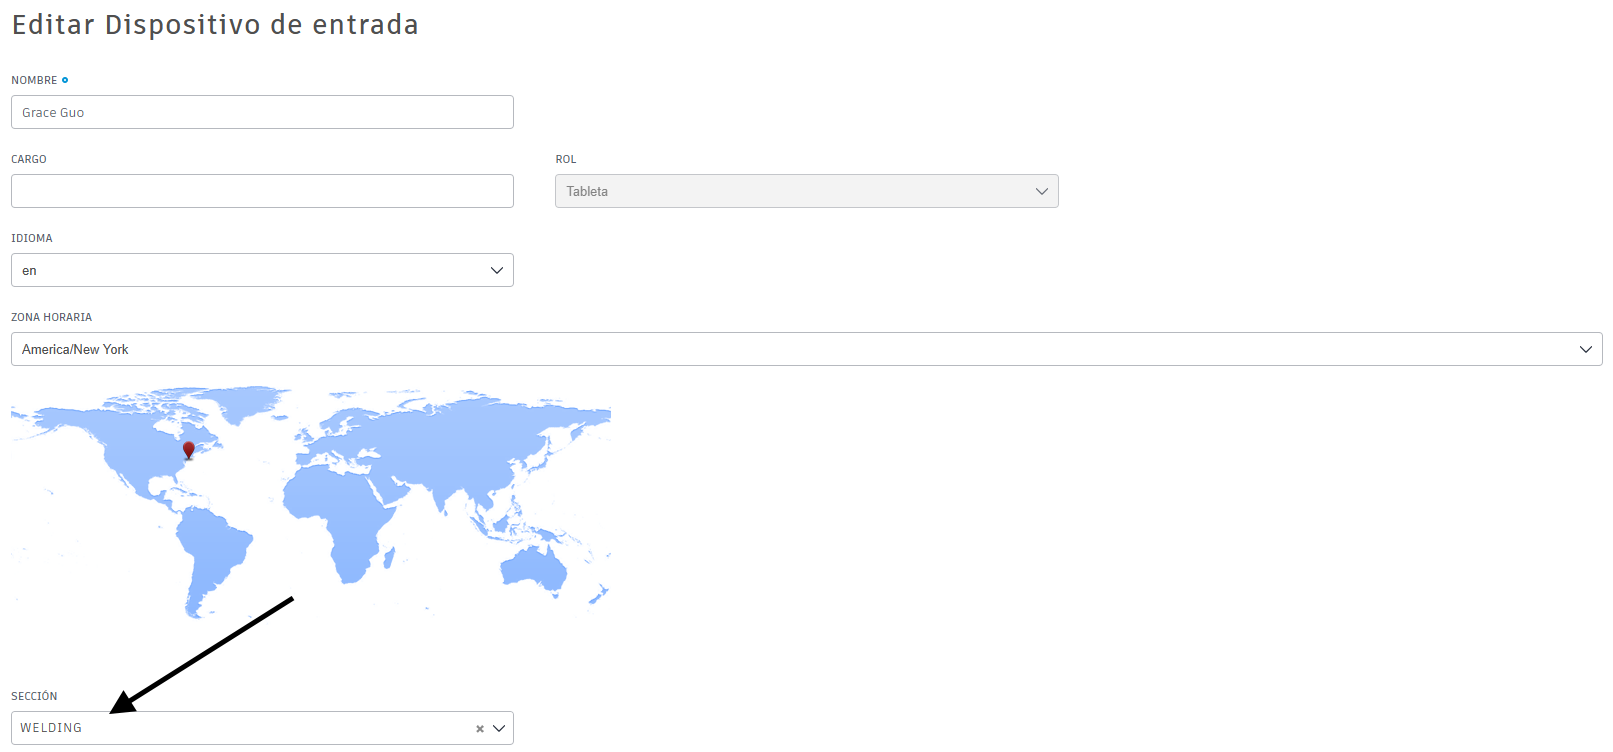 Editar Dispositivo de entrada
NOMBRE
Grace Guo
CARGO
ROL
Tableta
IDIOMA
en
ZONA HORARIA
America/New York
SECCIÓN
WELDING